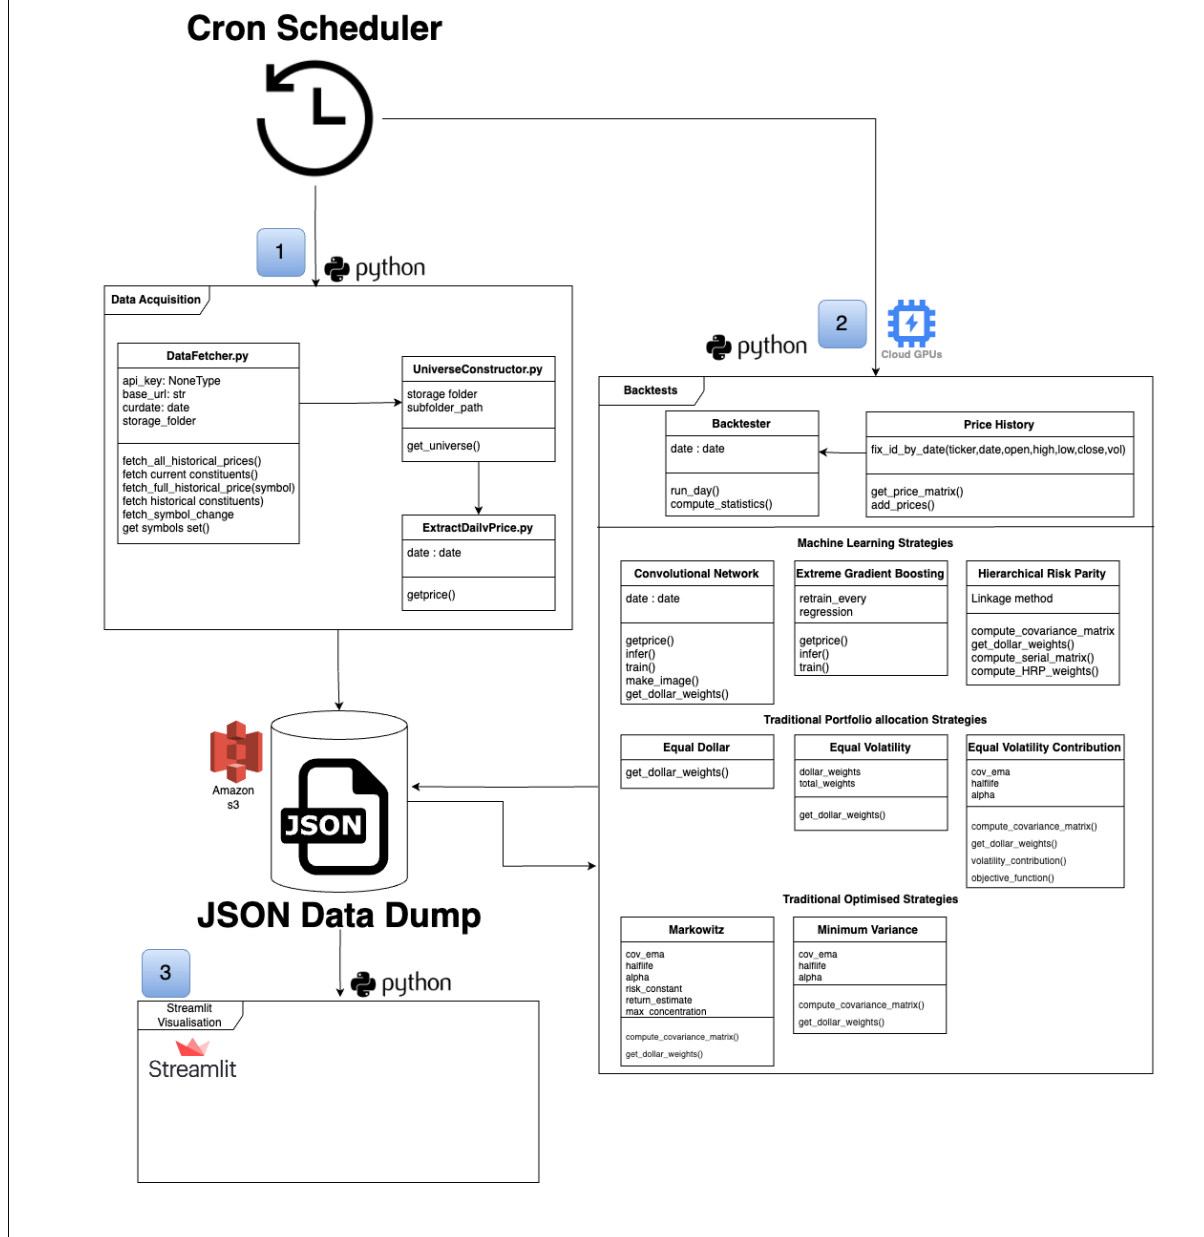 Cron Scheduler
1
python
Data Acquisition
DataFetcher.py
api_key: NoneType
base_url: str
curdate: date
storage_folder
fetch_all_historical_prices()
fetch current constituents()
fetch_full_historical_price(symbol)
fetch historical constituents)
fetch_symbol_change
get symbols set()
UniverseConstructor.py
storage folder
subfolder_path
get_universe()
ExtractDailvPrice.py
date : date
getprice()
2
python
Cloud GPUs
Backtests
Backtester
date : date
run_day()
compute_statistics()
Price History
fix_id_by_date(ticker,date,open,high,low,close,vol)
get_price_matrix()
add_prices()
Machine Learning Strategies
Convolutional Network
date : date
getprice()
infer()
train()
make_image()
get_dollar_weights()
Extreme Gradient Boosting
retrain_every
regression
getprice()
infer()
train()
Hierarchical Risk Parity
Linkage method
compute_covariance_matrix
get_dollar_weights()
compute_serial_matrix()
compute_HRP_weights()
Traditional Portfolio allocation Strategies
Equal Dollar
get_dollar_weights()
Equal Volatility
dollar_weights
total_weights
get_dollar_weights()
Equal Volatility Contribution
cov_ema
halflife
alpha
compute_covariance_matrix()
get_dollar_weights()
volatility_contribution()
objective_function()
Traditional Optimised Strategies
Markowitz
cov_ema
halflife
alpha
risk_constant
return_estimate
max_concentration
compute_covariance_matrix()
get_dollar_weights()
Minimum Variance
cov_ema
halflife
alpha
compute_covariance_matrix()
get_dollar_weights()
Amazon
s3
JSON
JSON Data Dump
3
python
Streamlit
Visualisation
Streamlit